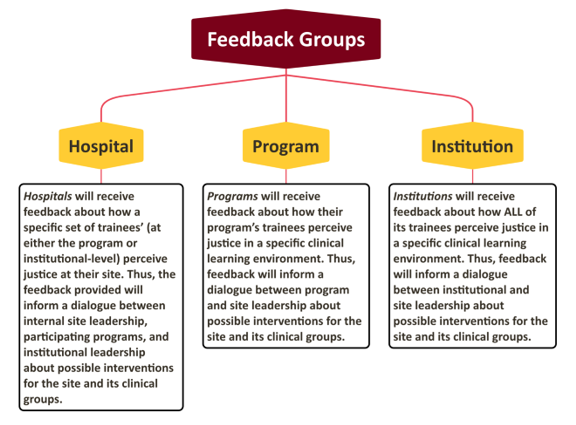 Feedback Groups
Hospital
Program
Institution
Hospitals will receive
feedback about how a
specific set of trainees’ (at
either the program or
institutional-level) perceive
justice at their site. Thus, the
feedback provided will
inform a dialogue between
internal site leadership,
participating programs, and
institutional leadership
about possible interventions
for the site and its clinical
groups.
Programs will receive
feedback about how their
program’s trainees perceive
justice in a specific clinical
learning environment. Thus,
feedback will inform a
dialogue between program
and site leadership about
possible interventions for the
site and its clinical groups.
Institutions will receive
feedback about how ALL of
its trainees perceive justice in
a specific clinical learning
environment. Thus, feedback
will inform a dialogue
between institutional and
site leadership about
possible interventions for the
site and its clinical groups.